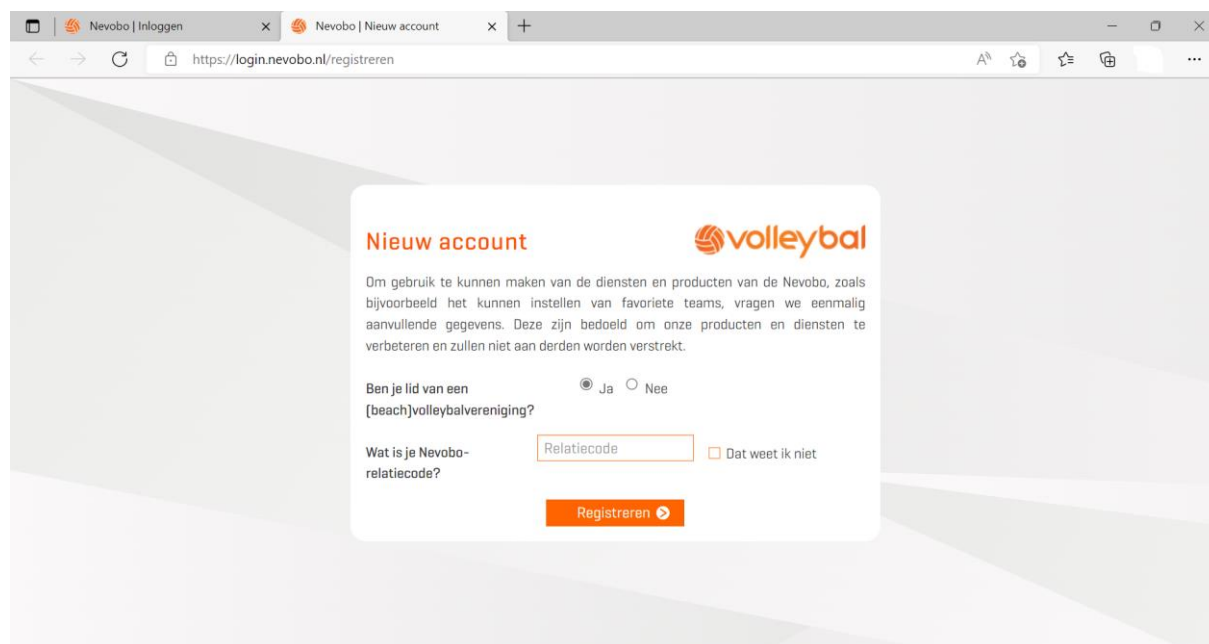 Nevobo | Inloggen
Nevobo | Nieuw account
https://login.nevobo.nl/registreren
Nieuw account
volleybal
Om gebruik te kunnen maken van de diensten en producten van de Nevobo, zoals
bijvoorbeeld het kunnen instellen van favoriete teams, vragen we eenmalig
aanvullende gegevens. Deze zijn bedoeld om onze producten en diensten te
verbeteren en zullen niet aan derden worden verstrekt.
Ben je lid van een
(beach)volleybalvereniging?
Ja Nee
Wat is je Nevobo-
relatiecode?
Relatiecode
Dat weet ik niet
Registreren